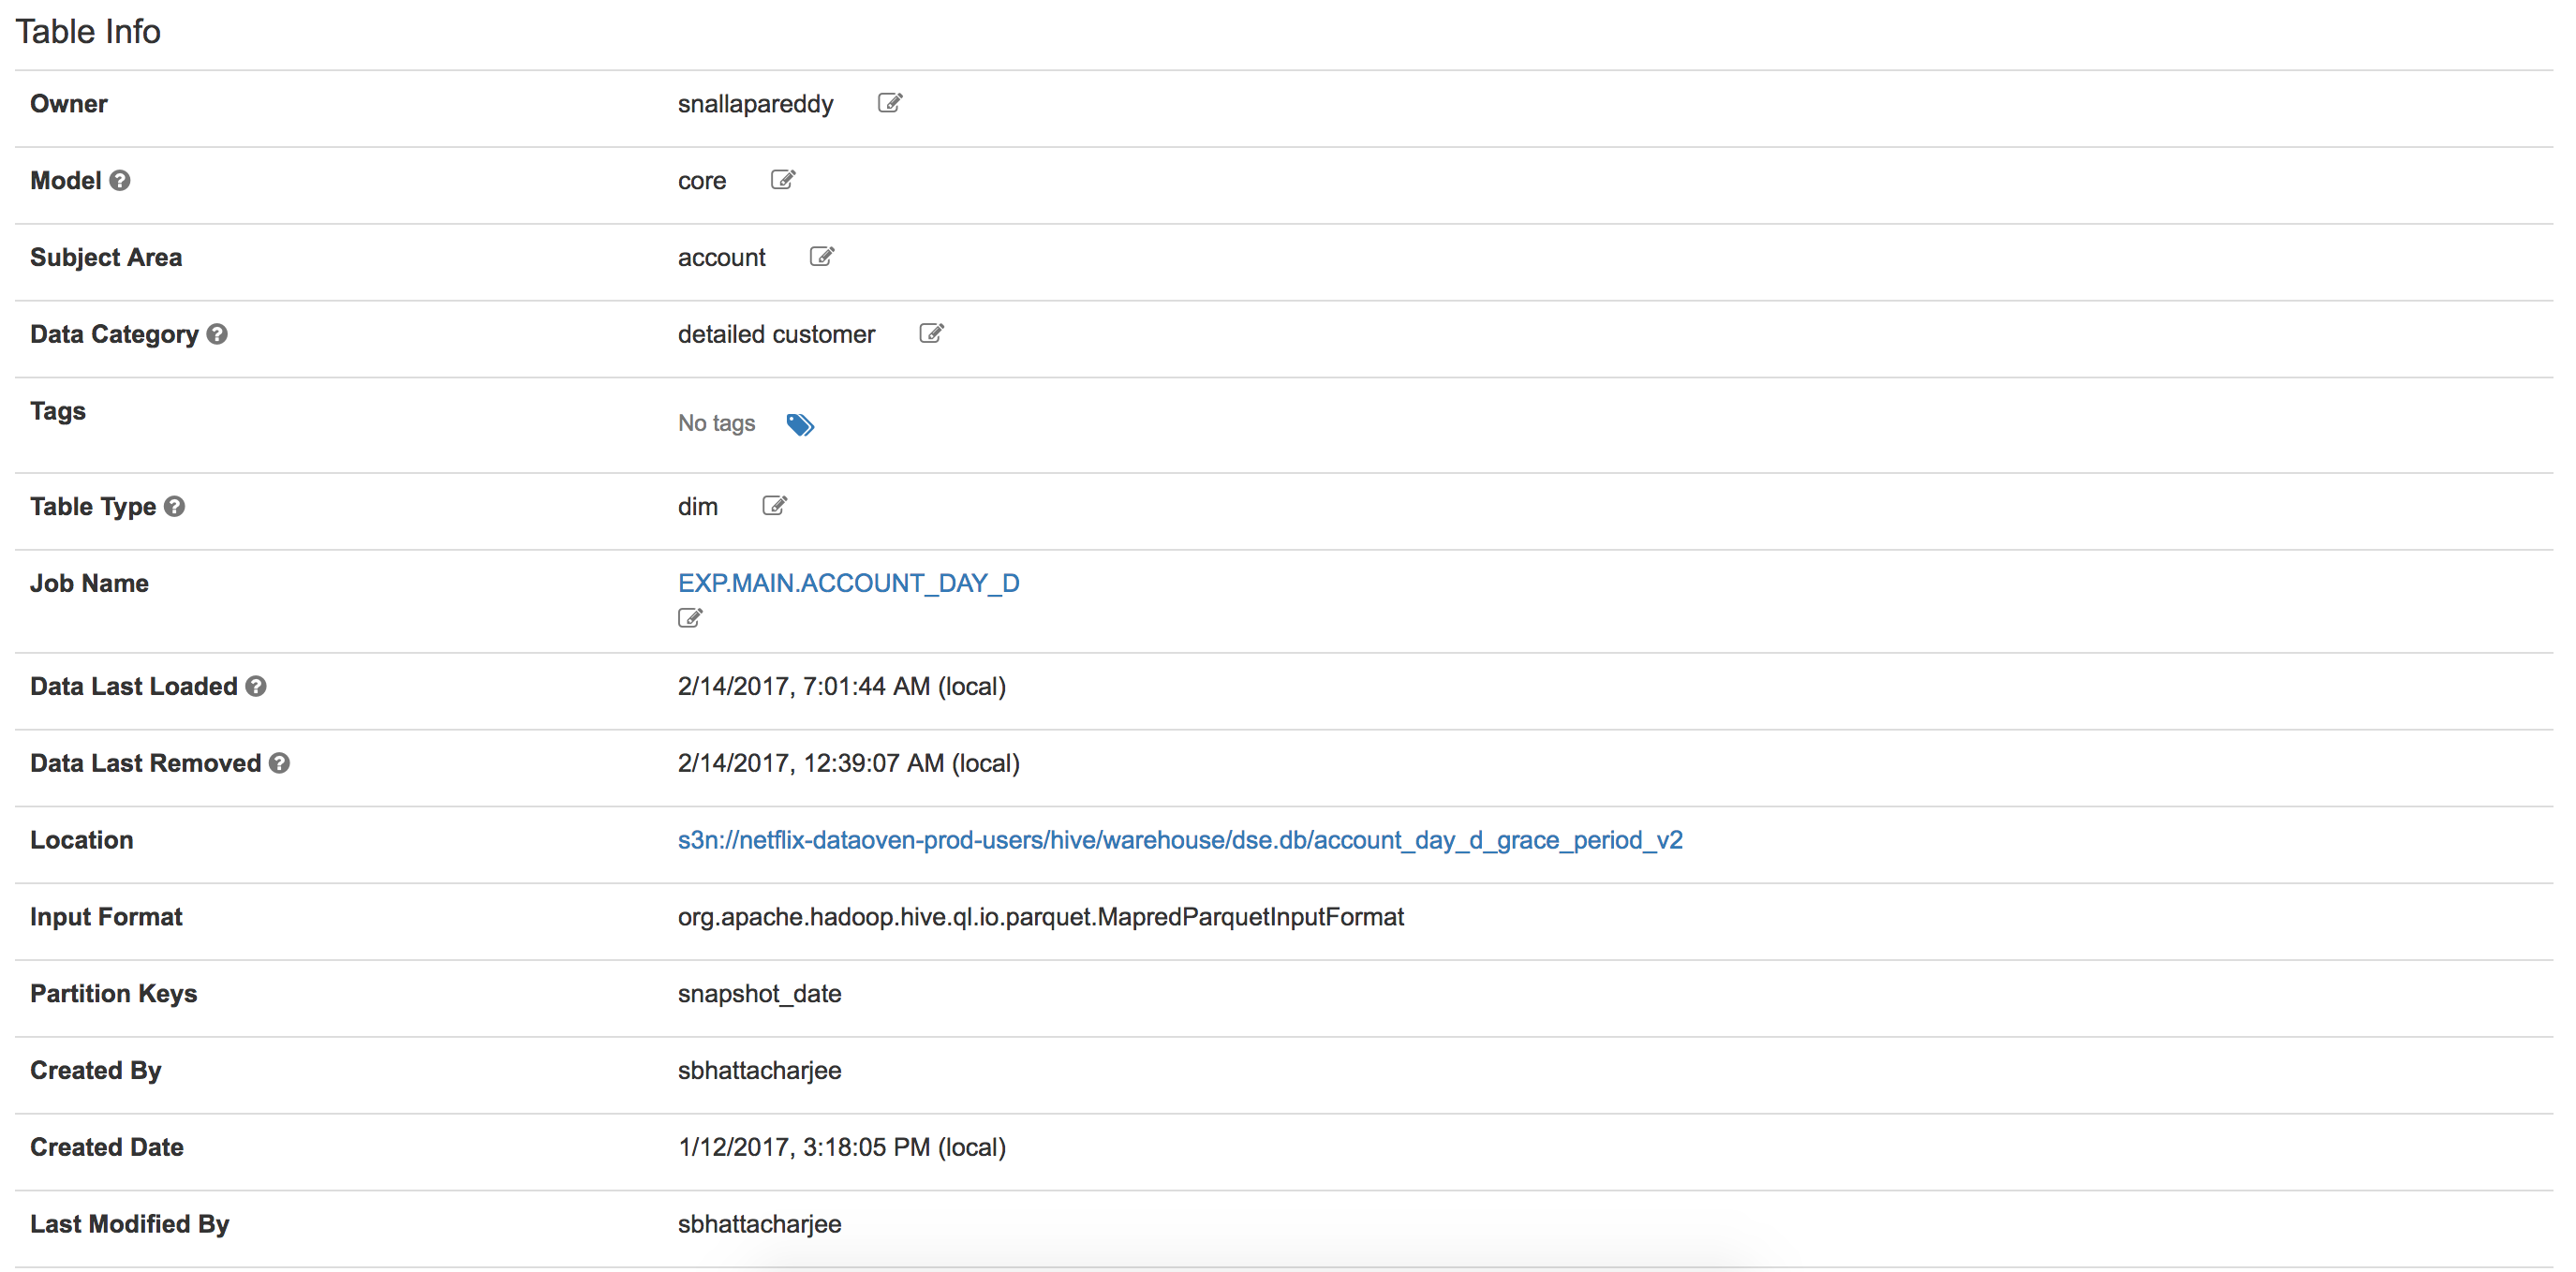 Table Info
Owner snallapareddy
Model core
Subject Area account
Data Category detailed customer
Tags No tags
Table Type dim
Job Name EXP.MAIN.ACCOUNT_DAY_D
Data Last Loaded 2/14/2017, 7:01:44 AM (local)
Data Last Removed 2/14/2017, 12:39:07 AM (local)
Location s3n://netflix-dataoven-prod-users/hive/warehouse/dse.db/account_day_d_grace_period_v2
Input Format org.apache.hadoop.hive.ql.io.parquet.MapredParquetInputFormat
Partition Keys snapshot_date
Created By sbhattacharjee
Created Date 1/12/2017, 3:18:05 PM (local)
Last Modified By sbhattacharjee